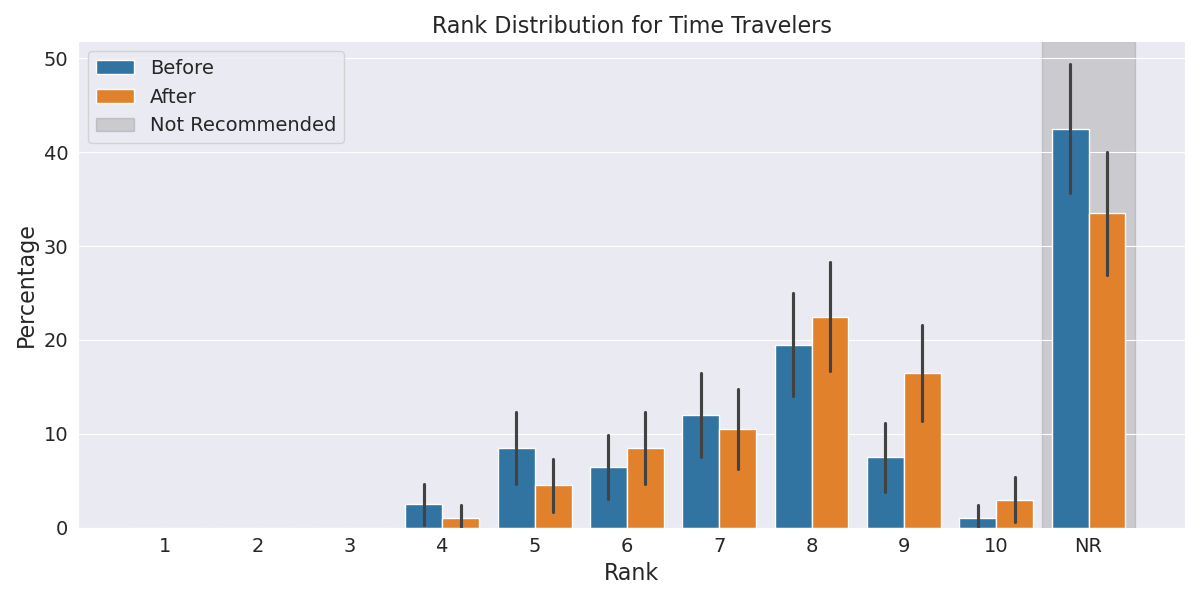 Rank Distribution for Time Travelers
Before
After
Not Recommended
50
40
30
20
10
0
Percentage
1 2 3 4 5 6 7 8 9 10 NR
Rank